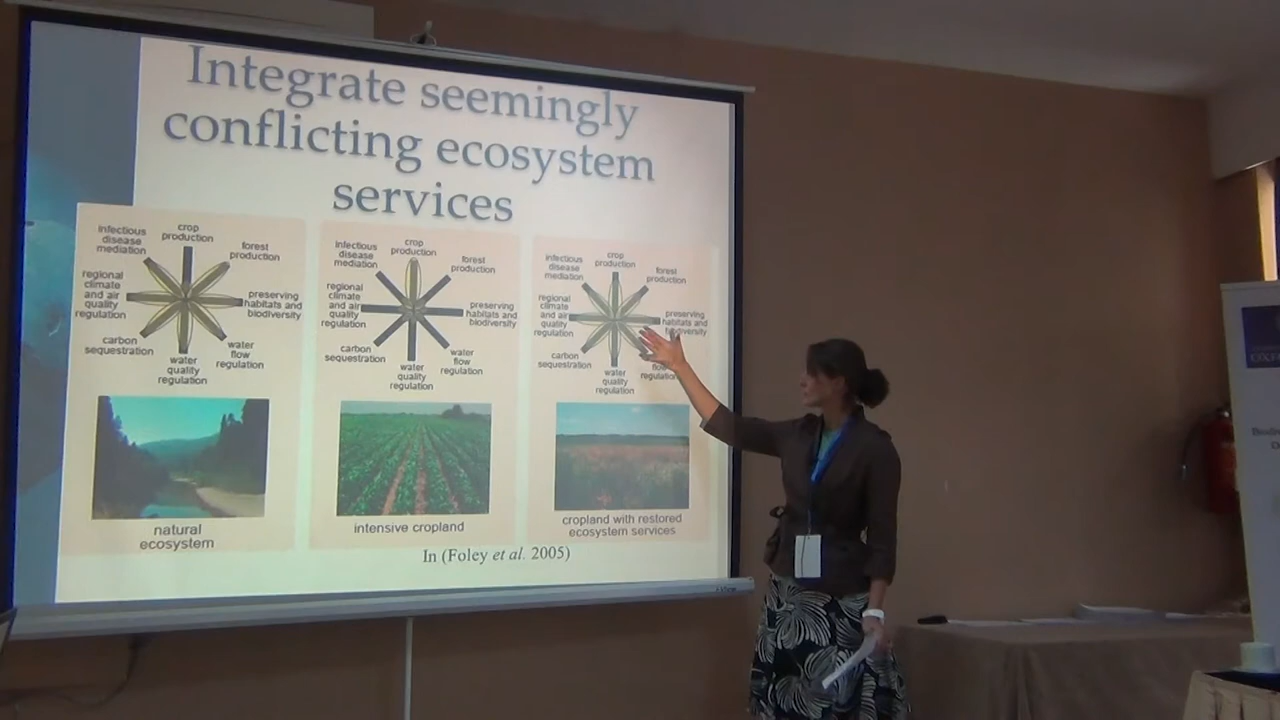 Integrate seemingly
conflicting ecosystem
services
infectious
disease
mediation
crop
production
forest
production
regional
climate
and air
quality
regulation
preserving
habitats and
biodiversity
carbon
sequestration
water
quality
regulation
water
flow
regulation
natural
ecosystem
infectious
disease
mediation
crop
production
forest
production
regional
climate
and air
quality
regulation
preserving
habitats and
biodiversity
carbon
sequestration
water
quality
regulation
water
flow
regulation
intensive cropland
infectious
disease
mediation
crop
production
forest
production
regional
climate
and air
quality
regulation
preserving
habitats and
biodiversity
carbon
sequestration
water
quality
regulation
flow
regulation
cropland with restored
ecosystem services
In (Foley et al. 2005)